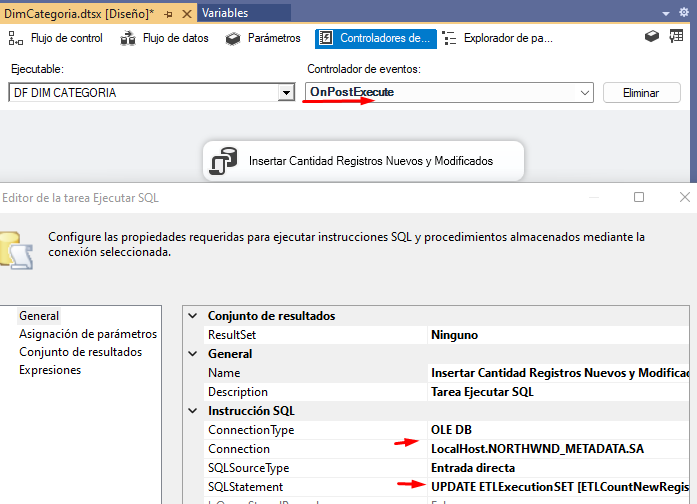 DimCategoria.dtsx [Diseño]*
Variables
Flujo de control
Flujo de datos
Parámetros
Controladores de...
Explorador de pa...
Ejecutable:
Controlador de eventos:
DF DIM CATEGORIA
OnPostExecute
Eliminar
Insertar Cantidad Registros Nuevos y Modificados
Editor de la tarea Ejecutar SQL
Configure las propiedades requeridas para ejecutar instrucciones SQL y procedimientos almacenados mediante la
conexión seleccionada.
General
Asignación de parámetros
Conjunto de resultados
Expresiones
Conjunto de resultados
ResultSet Ninguno
General
Name Insertar Cantidad Registros Nuevos y Modificad
Description Tarea Ejecutar SQL
Instrucción SQL
ConnectionType OLE DB
Connection LocalHost.NORTHWND_METADATA.SA
SQLSourceType Entrada directa
SQLStatement UPDATE ETLExecutionSET [ETLCountNewRegis